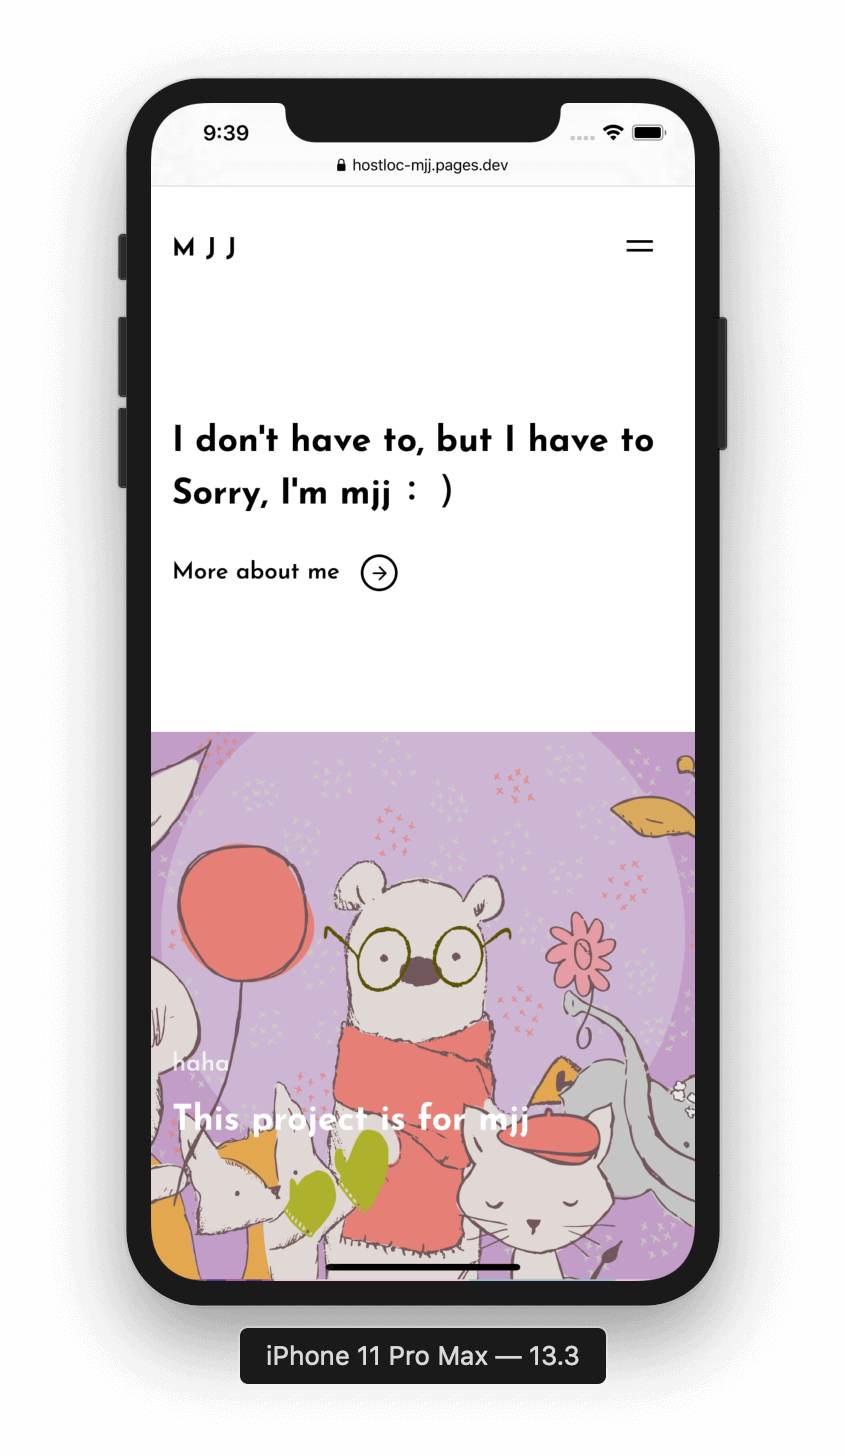 9:39
hostloc-mjj.pages.dev
M J J
I don't have to, but I have to
Sorry, I'm mjj ： ）
More about me
haha
This project is for mjj
iPhone 11 Pro Max — 13.3